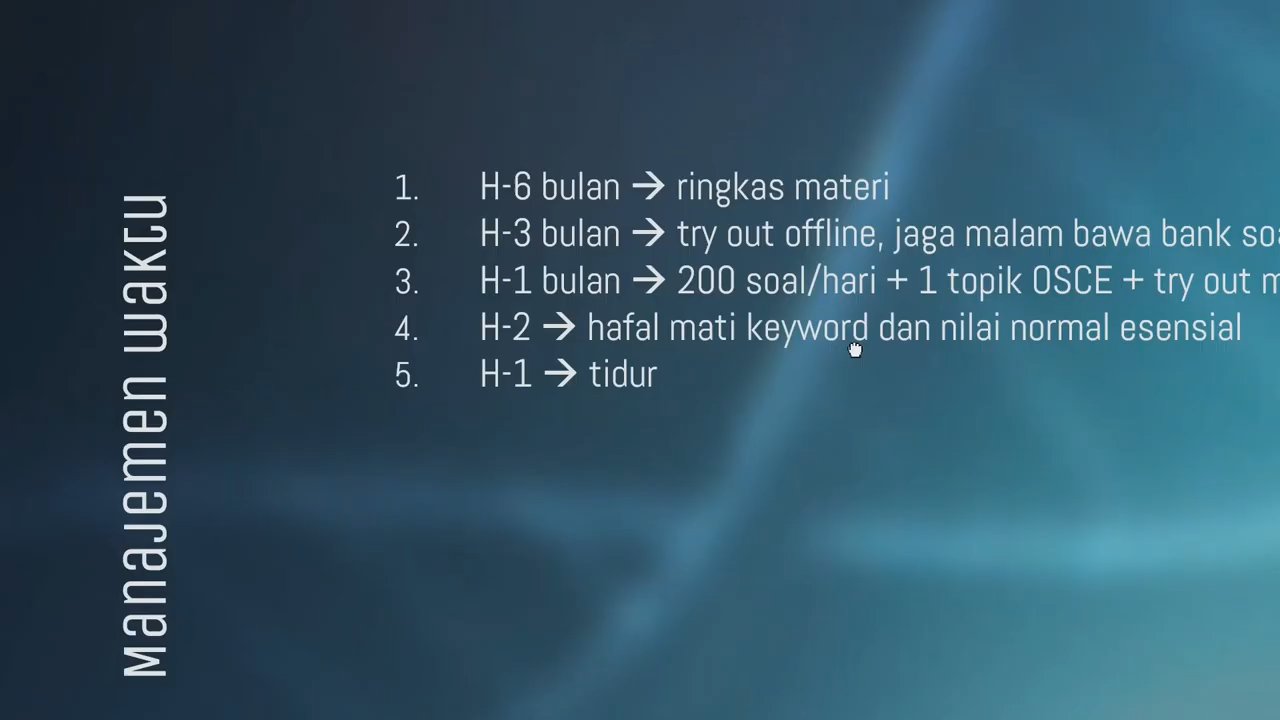 Manajemen waktu
1. H-6 bulan → ringkas materi
2. H-3 bulan → try out offline, jaga malam bawa bank
3. H-1 bulan → 200 soal/hari + 1 topik OSCE + try out
4. H-2 → hafal mati keyword dan nilai normal esensial
5. H-1 → tidur